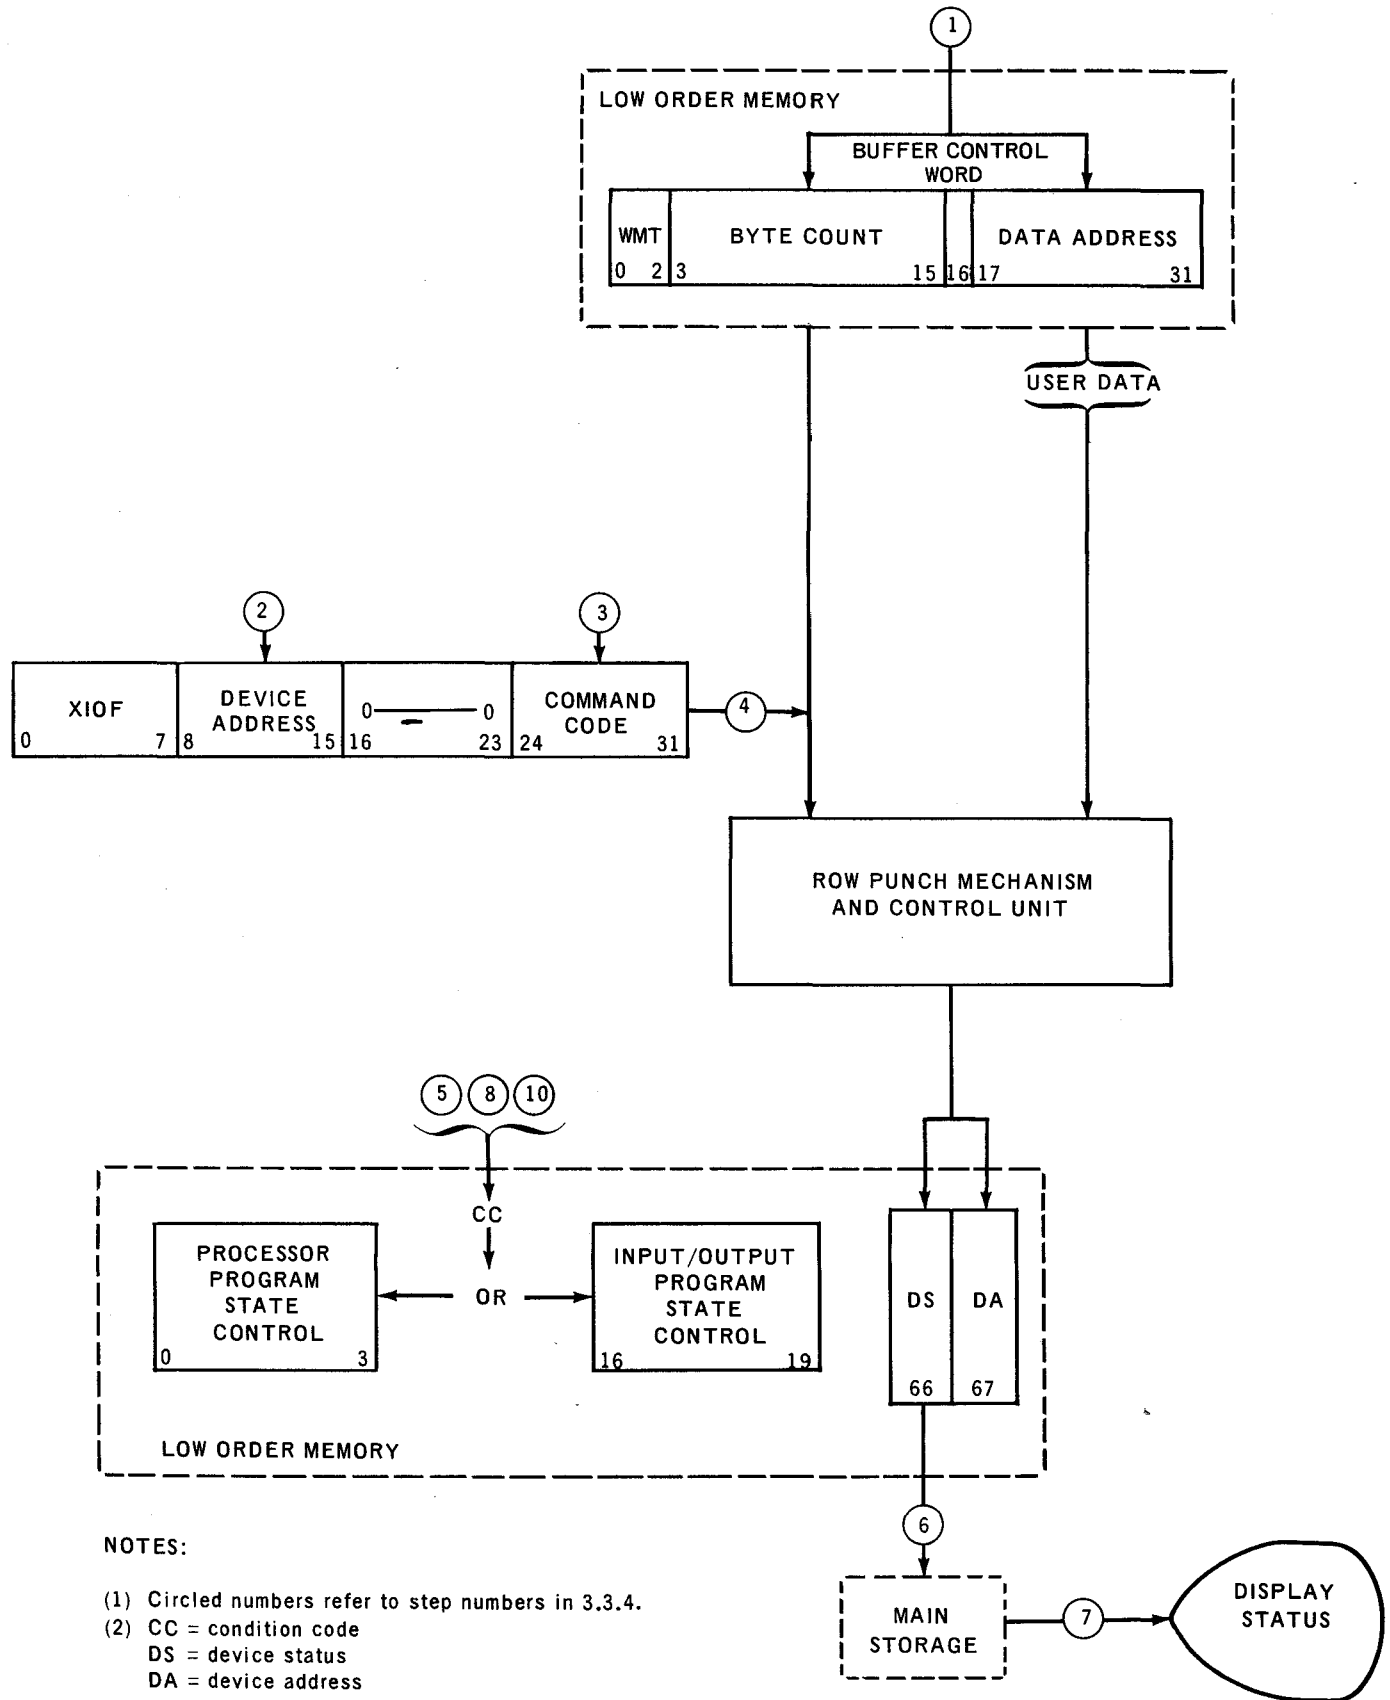 1
LOW ORDER MEMORY
BUFFER CONTROL
WORD
WMT
BYTE COUNT
DATA ADDRESS
0 2 3 15 16 17 31
USER DATA
2
3
XIOF
DEVICE
ADDRESS
0 0
COMMAND
CODE
0 7 8 15 16 23 24 31
4
ROW PUNCH MECHANISM
AND CONTROL UNIT
5 8 10
CC
OR
PROCESSOR
PROGRAM
STATE
CONTROL
0 3
INPUT/OUTPUT
PROGRAM
STATE
CONTROL
16 19
DS DA
66 67
LOW ORDER MEMORY
6
MAIN
STORAGE
7
DISPLAY
STATUS
NOTES:
(1) Circled numbers refer to step numbers in 3.3.4.
(2) CC = condition code
DS = device status
DA = device address